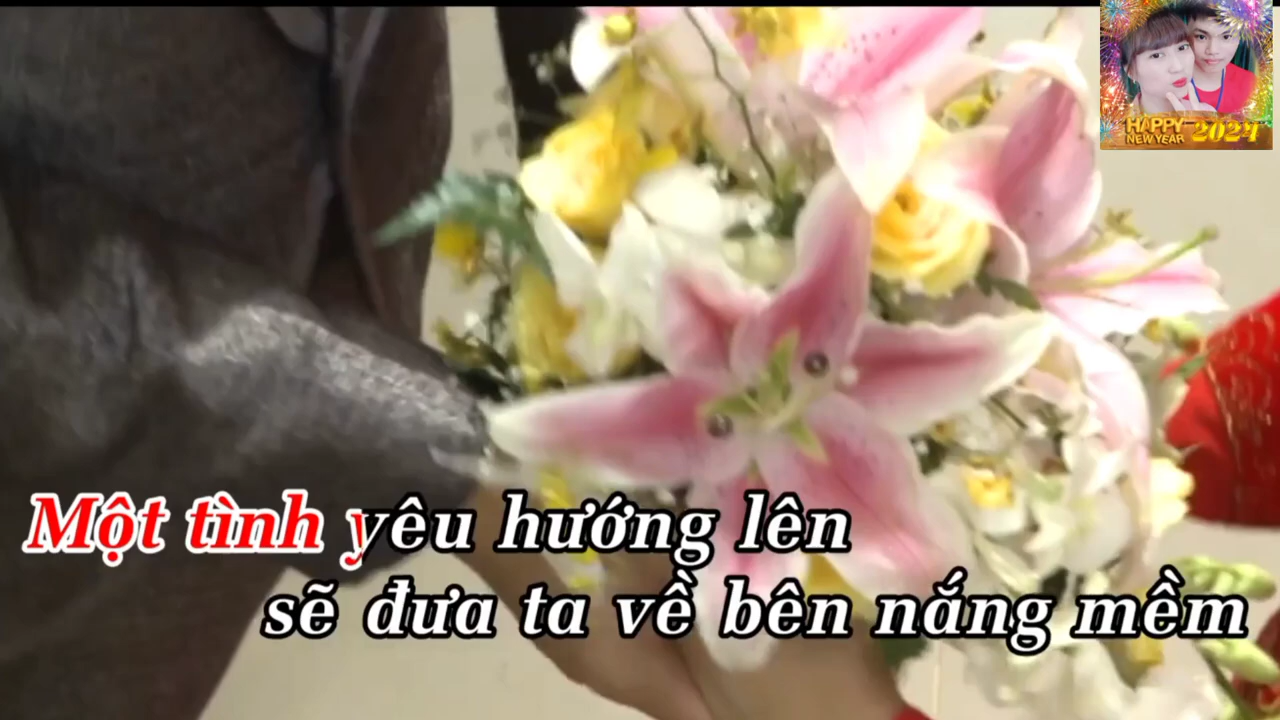 HAPPY
NEW YEAR 2024
Một tình yêu hướng lên
sẽ đưa ta về bên nắng mềm